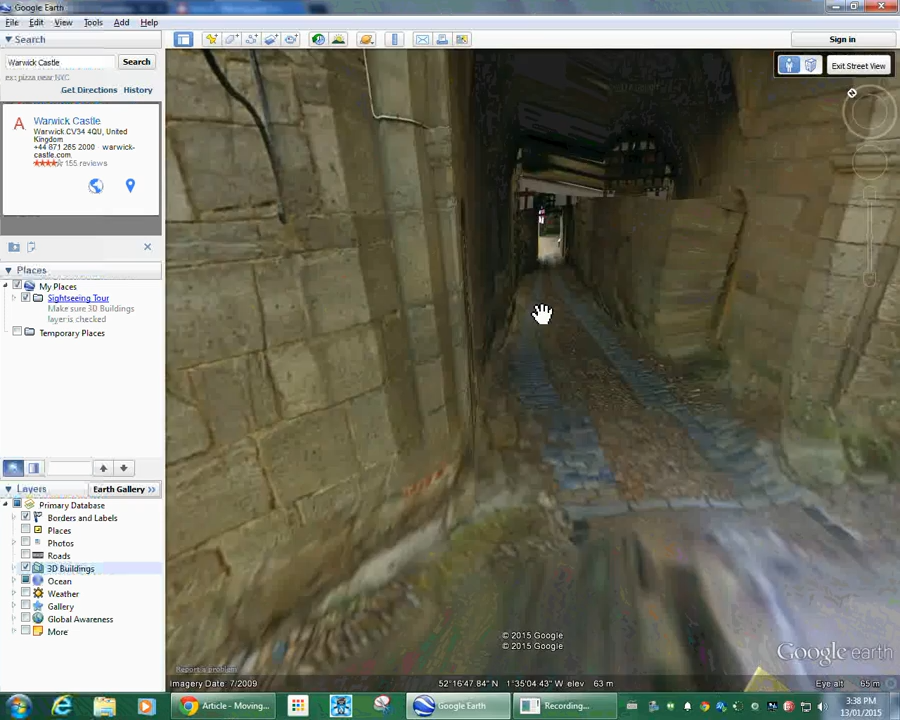 Google Earth
File Edit View Tools Add Help
Search
Sign in
Warwick Castle
Search
ex: pizza near NYC
Get Directions History
Exit Street View
A
Warwick Castle
Warwick CV34 4QU, United
Kingdom
+44 871 265 2000 · warwick-
castle.com
155 reviews
Places
My Places
Sightseeing Tour
Make sure 3D Buildings
layer is checked
Temporary Places
Layers
Earth Gallery >>
Primary Database
Borders and Labels
Places
Photos
Roads
3D Buildings
Ocean
Weather
Gallery
Global Awareness
More
© 2015 Google
© 2015 Google
Google earth
Report a problem
Imagery Date: 7/2009
52°16'47.84" N 1°35'04.43" W elev 63 m
Eye alt 65 m
Article - Moving...
Google Earth
Recording...
3:38 PM
13/01/2015